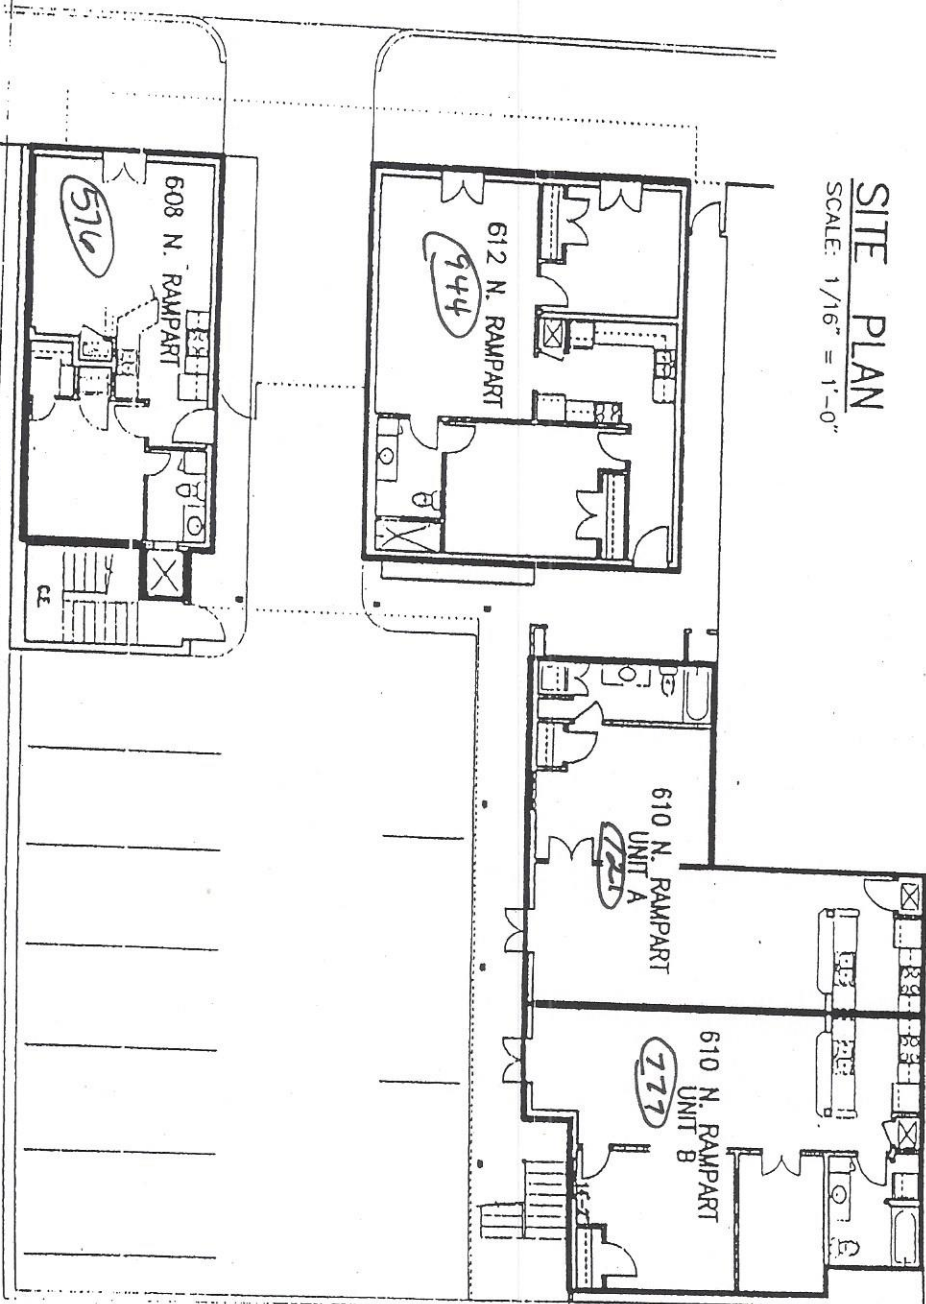 SITE PLAN
SCALE: 1/16" = 1'-0"
612 N. RAMPART
944
608 N. RAMPART
576
610 N. RAMPART
UNIT A
610 N. RAMPART
UNIT B
777